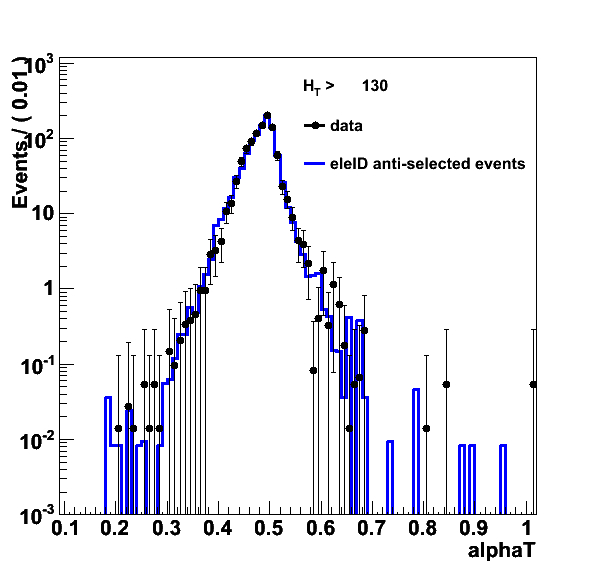 Events / ( 0.01 )
10^3
10^2
10
1
10^-1
10^-2
10^-3
H_T > 130
data
eleID anti-selected events
0.1 0.2 0.3 0.4 0.5 0.6 0.7 0.8 0.9 1
alphaT